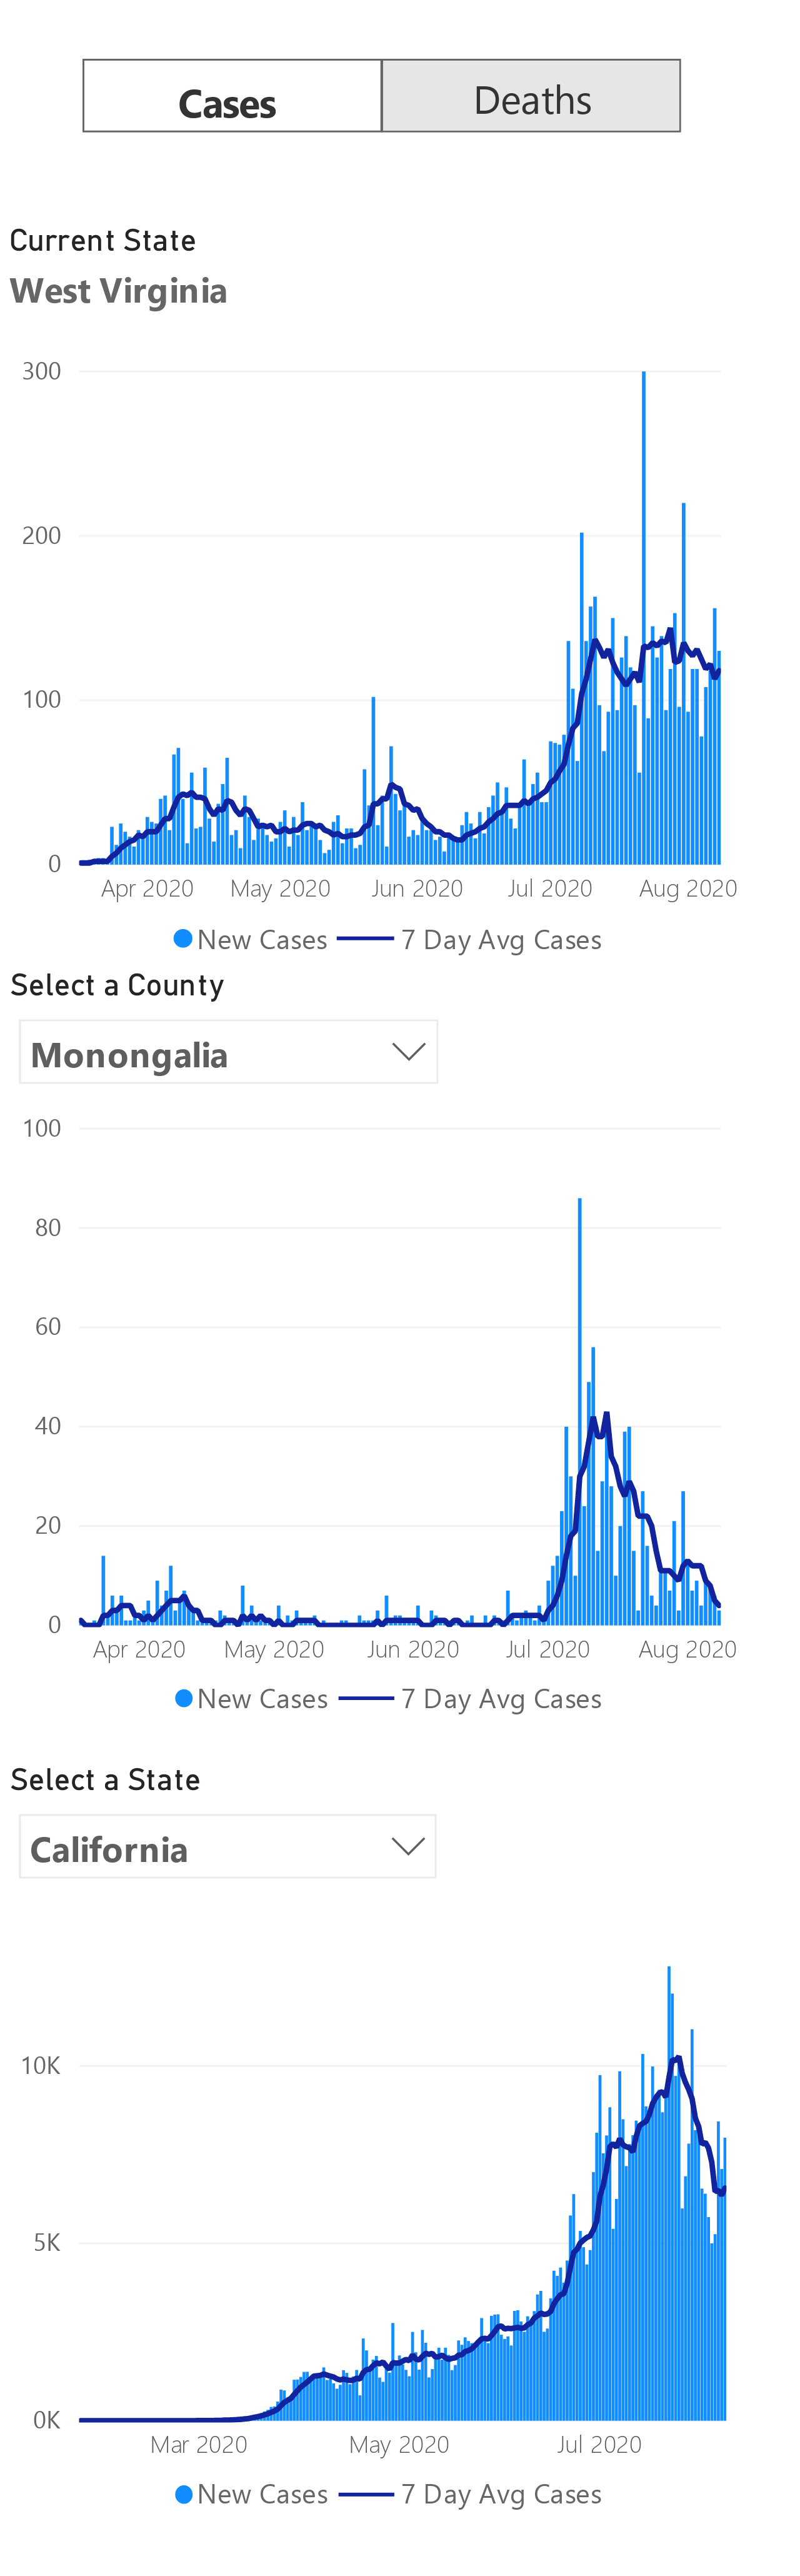 Cases Deaths
Current State
West Virginia
300
200
100
0
Apr 2020 May 2020 Jun 2020 Jul 2020 Aug 2020
New Cases 7 Day Avg Cases
Select a County
Monongalia
100
80
60
40
20
0
Apr 2020 May 2020 Jun 2020 Jul 2020 Aug 2020
New Cases 7 Day Avg Cases
Select a State
California
10K
5K
0K
Mar 2020 May 2020 Jul 2020
New Cases 7 Day Avg Cases